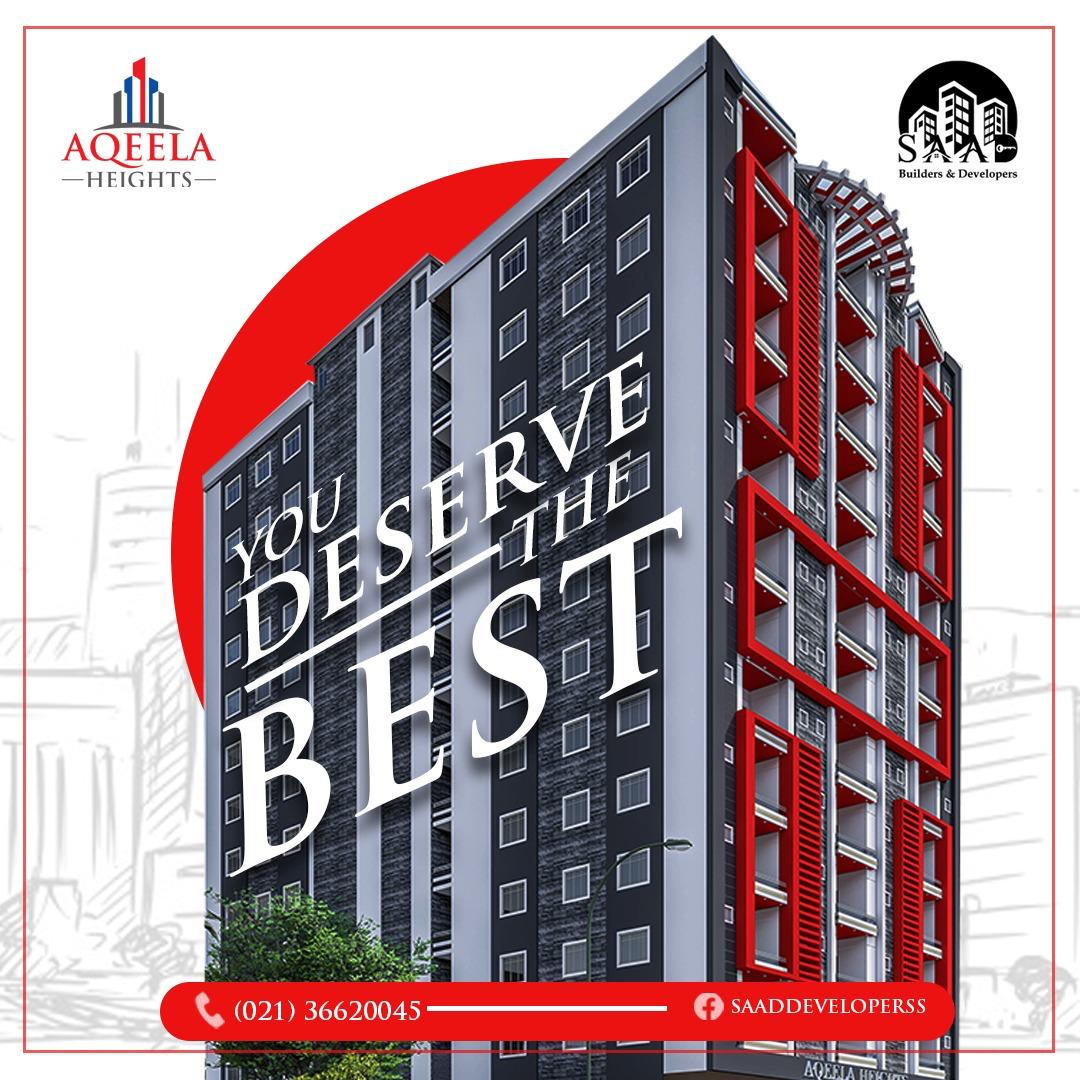 AQEELA
HEIGHTS
SAAD
Builders & Developers
YOU
DESERVE
THE
BEST
(021) 36620045
SAADDEVELOPERSS
AQEELA HEIGHTS